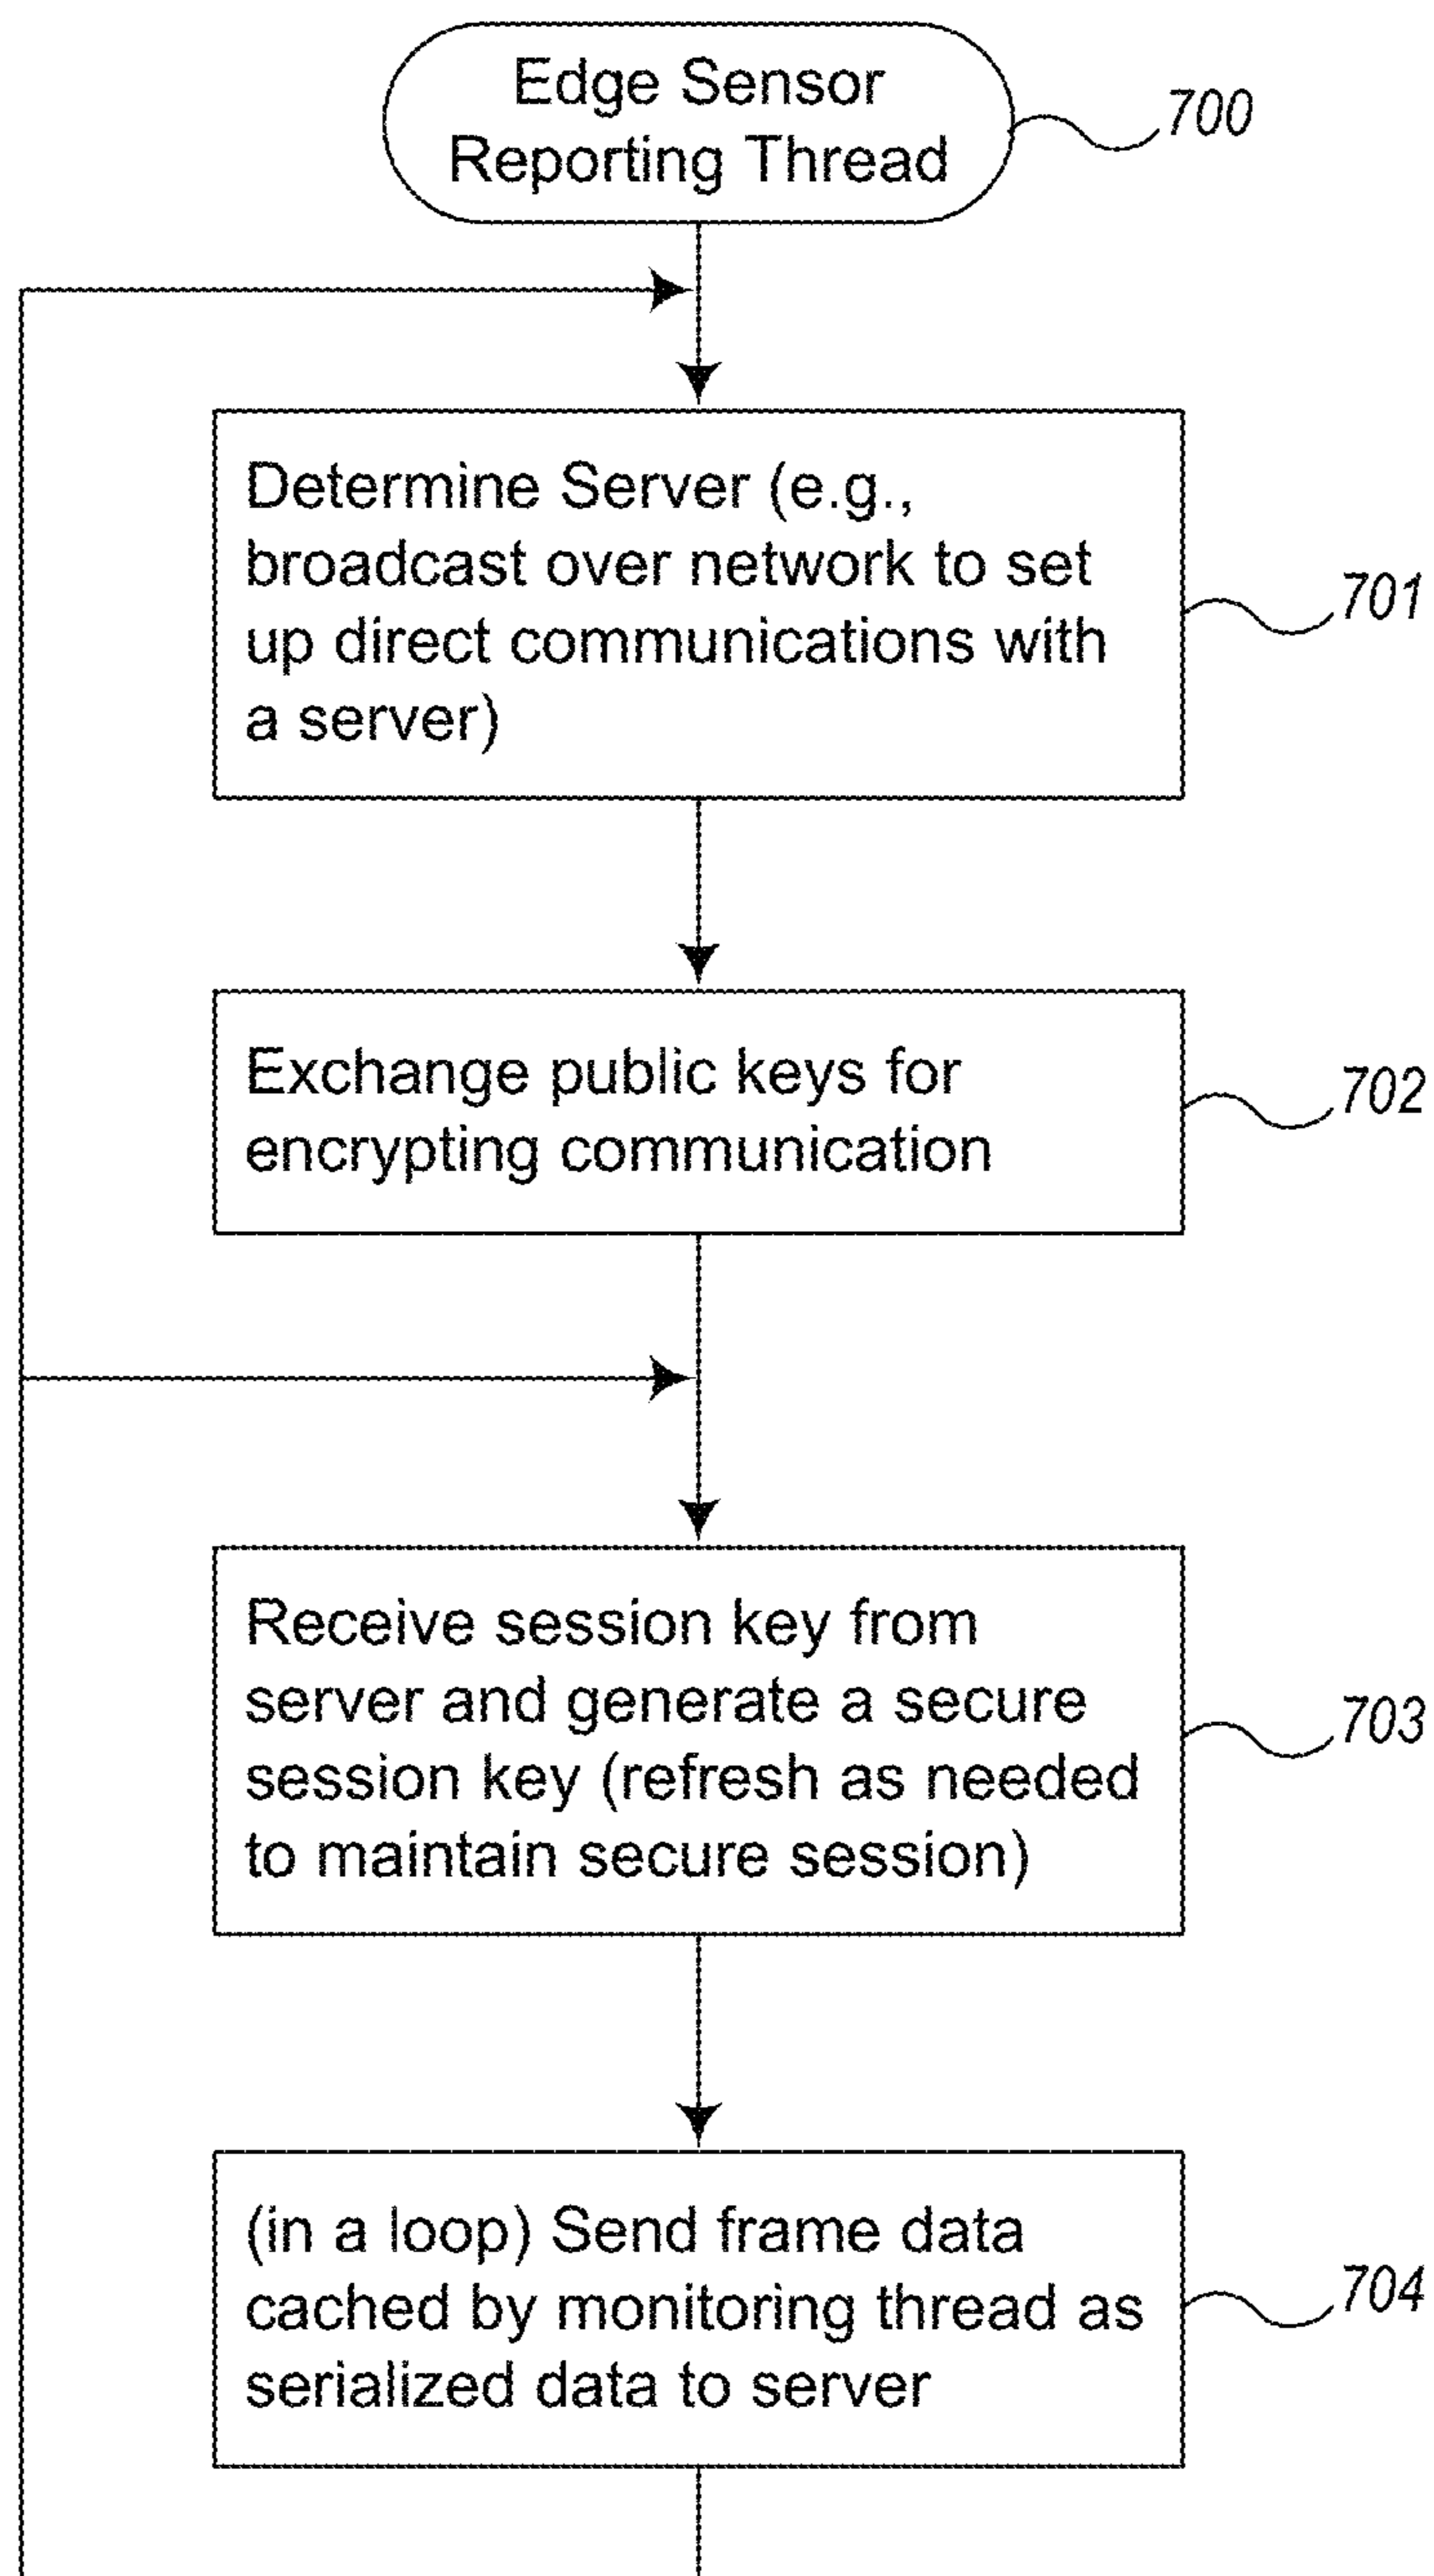 Edge Sensor
Reporting Thread
700
Determine Server (e.g.,
broadcast over network to set
up direct communications with
a server)
701
Exchange public keys for
encrypting communication
702
Receive session key from
server and generate a secure
session key (refresh as needed
to maintain secure session)
703
(in a loop) Send frame data
cached by monitoring thread as
serialized data to server
704